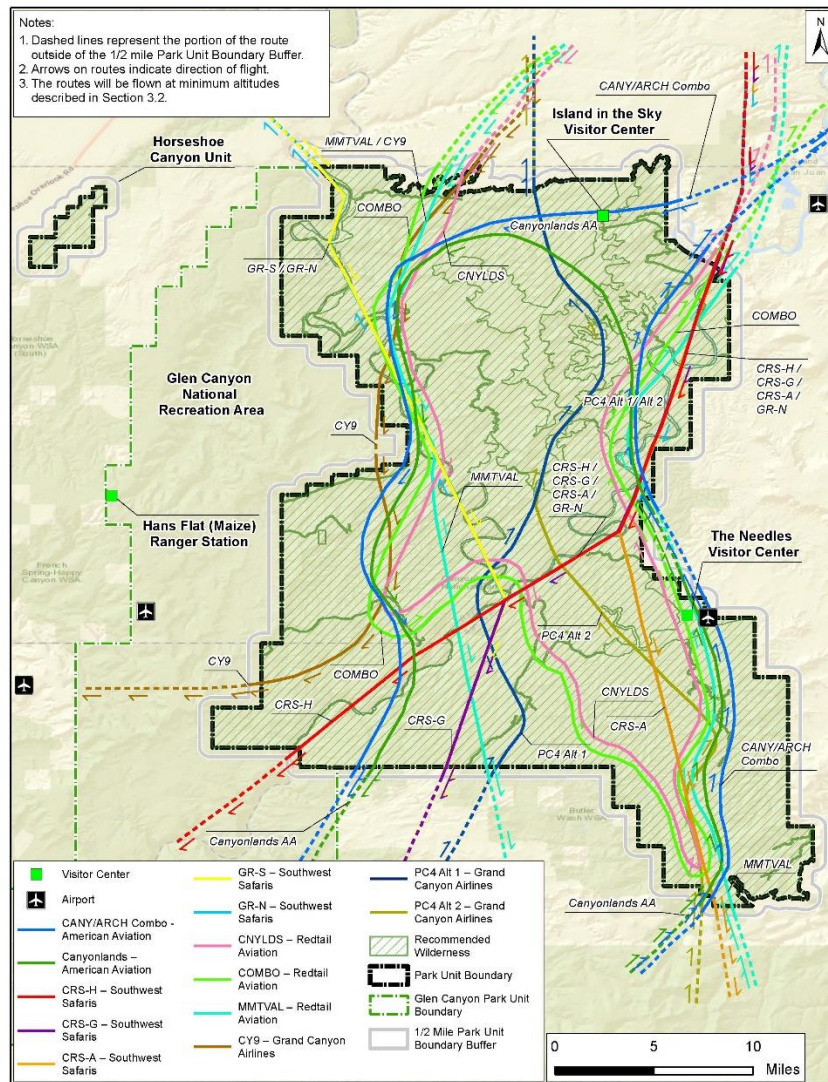 Notes:
1. Dashed lines represent the portion of the route
outside of the 1/2 mile Park Unit Boundary Buffer.
2. Arrows on routes indicate direction of flight.
3. The routes will be flown at minimum altitudes
described in Section 3.2.
N
CANY/ARCH Combo
Island in the Sky
Visitor Center
Horseshoe
Canyon Unit
MMTVAL / CY9
COMBO
Canyonlands AA
CNYLDS
GR-S / GR-N
COMBO
CRS-H /
CRS-G /
CRS-A /
GR-N
Glen Canyon
National
Recreation Area
PC4 Alt 1/ Alt 2
CY9
MMTVAL
CRS-H /
CRS-G /
CRS-A /
GR-N
Hans Flat (Maize)
Ranger Station
The Needles
Visitor Center
French
Spring-Happy
Canyon WSA
PC4 Alt 2
CY9
COMBO
CRS-H
CRS-G
CNYLDS
CRS-A
PC4 Alt 1
CANY/ARCH
Combo
Canyonlands AA
Butler
Wash WSA
MMTVAL
Canyonlands AA
Visitor Center
Airport
CANY/ARCH Combo -
American Aviation
Canyonlands –
American Aviation
CRS-H – Southwest
Safaris
CRS-G – Southwest
Safaris
CRS-A – Southwest
Safaris
GR-S – Southwest
Safaris
GR-N – Southwest
Safaris
CNYLDS – Redtail
Aviation
COMBO – Redtail
Aviation
MMTVAL – Redtail
Aviation
CY9 – Grand Canyon
Airlines
PC4 Alt 1 – Grand
Canyon Airlines
PC4 Alt 2 – Grand
Canyon Airlines
Recommended
Wilderness
Park Unit Boundary
Glen Canyon Park Unit
Boundary
1/2 Mile Park Unit
Boundary Buffer
0 5 10
Miles